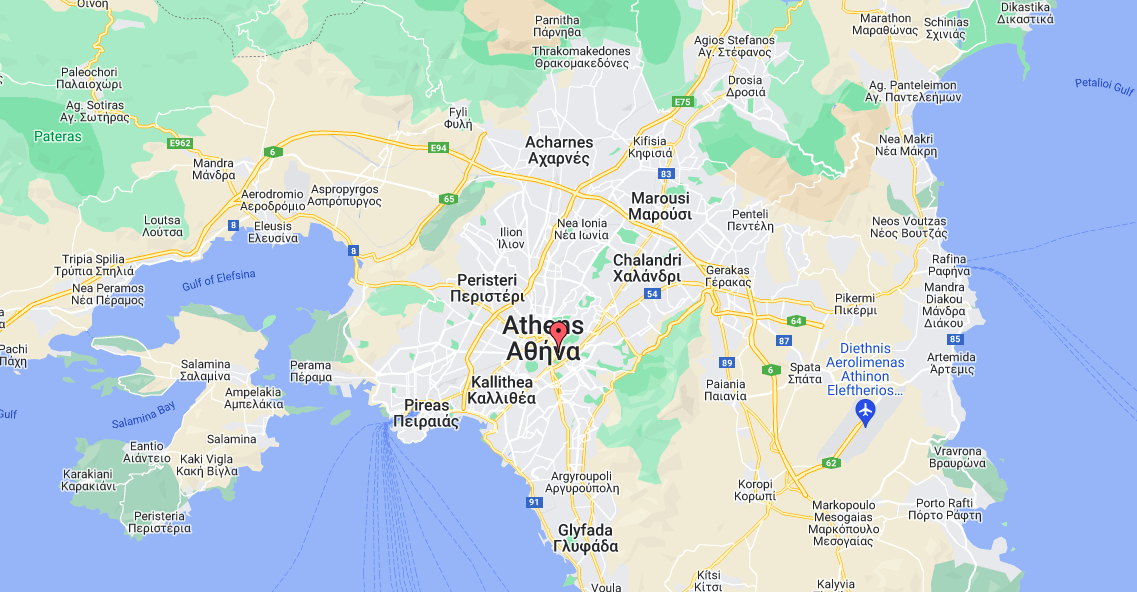 Οινόη
Parnitha
Πάρνηθα
Marathon
Μαραθώνας
Schinias
Σχινιάς
Dikastika
Δικαστικά
Agios Stefanos
Αγ. Στέφανος
Thrakomakedones
Θρακομακεδόνες
Paleochori
Παλαιοχώρι
Drosia
Δροσιά
Ag. Panteleimon
Αγ. Παντελεήμων
Petalioi Gulf
Ag. Sotiras
Αγ. Σωτήρας
E75
Fyli
Φυλή
Pateras
E962
E94
6
Acharnes
Αχαρνές
Kifisia
Κηφισιά
Nea Makri
Νέα Μάκρη
Mandra
Μάνδρα
83
Aerodromio
Αεροδρόμιο
Aspropyrgos
Ασπρόπυργος
65
Marousi
Μαρούσι
Loutsa
Λούτσα
8
Eleusis
Ελευσίνα
Ilion
Ίλιον
Nea Ionia
Νέα Ιωνία
Penteli
Πεντέλη
Neos Voutzas
Νέος Βουτζάς
8
Tripia Spilia
Τρύπια Σπηλιά
Chalandri
Χαλάνδρι
Gerakas
Γέρακας
Rafina
Ραφήνα
Gulf of Elefsina
Nea Peramos
Νέα Πέραμος
Peristeri
Περιστέρι
54
Pikermi
Πικέρμι
Mandra
Diakou
Μάνδρα
Διάκου
Athens
Αθήνα
64
87
85
Pachi
Πάχη
Salamina
Σαλαμίνα
Perama
Πέραμα
Diethnis
Aerolimenas
Athinon
Eleftherios...
89
6
Spata
Σπάτα
Artemida
Άρτεμις
Kallithea
Καλλιθέα
Paiania
Παιανία
Ampelakia
Αμπελάκια
Gulf
Salamina Bay
Pireas
Πειραιάς
Salamina
Eantio
Αιάντειο
Kaki Vigla
Κακή Βίγλα
62
Vravrona
Βραυρώνα
Karakiani
Καρακιάνι
Argyroupoli
Αργυρούπολη
Koropi
Κορωπί
91
Markopoulo
Mesogaias
Μαρκόπουλο
Μεσογαίας
Porto Rafti
Πόρτο Ράφτη
Peristeria
Περιστέρια
Glyfada
Γλυφάδα
Kítsi
Κίτσι
Voula
Kalyvia